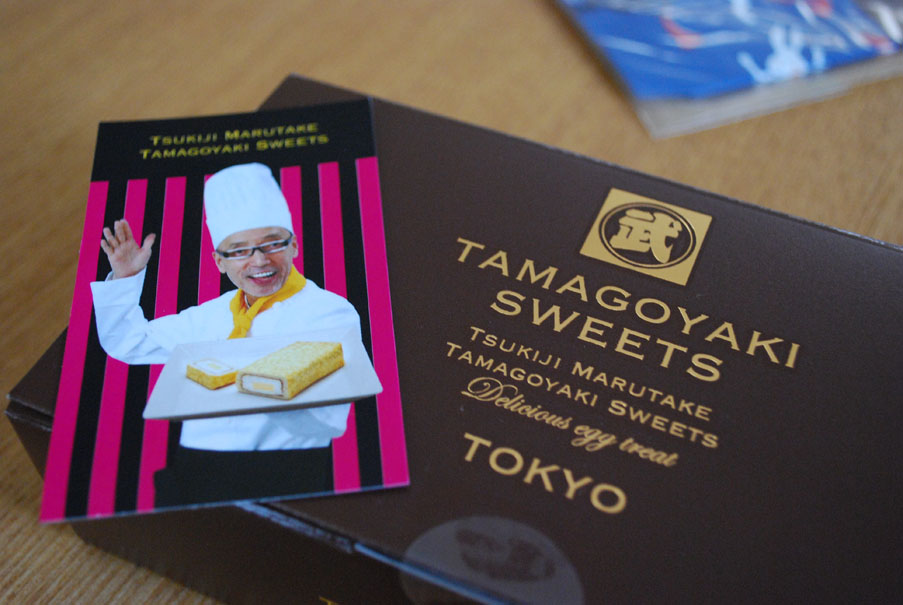 TSUKIJI MARUTAKE
TAMAGOYAKI SWEETS
武
TAMAGOYAKI
SWEETS
TSUKIJI MARUTAKE
TAMAGOYAKI SWEETS
Delicious egg treat
TOKYO